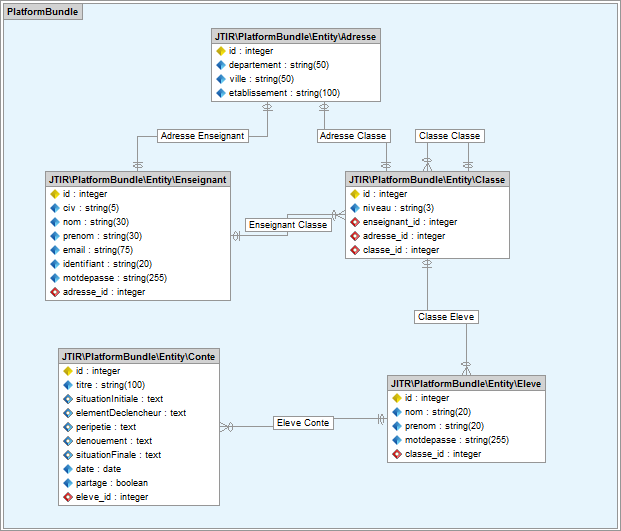 PlatformBundle
JTIR\PlatformBundle\Entity\Adresse
id : integer
departement : string(50)
ville : string(50)
etablissement : string(100)
Adresse Enseignant
Adresse Classe
Classe Classe
JTIR\PlatformBundle\Entity\Enseignant
id : integer
civ : string(5)
nom : string(30)
prenom : string(30)
email : string(75)
identifiant : string(20)
motdepasse : string(255)
adresse_id : integer
Enseignant Classe
JTIR\PlatformBundle\Entity\Classe
id : integer
niveau : string(3)
enseignant_id : integer
adresse_id : integer
classe_id : integer
Classe Eleve
JTIR\PlatformBundle\Entity\Conte
id : integer
titre : string(100)
situationInitiale : text
elementDeclencheur : text
peripetie : text
denouement : text
situationFinale : text
date : date
partage : boolean
eleve_id : integer
Eleve Conte
JITR\PlatformBundle\Entity\Eleve
id : integer
nom : string(20)
prenom : string(20)
motdepasse : string(255)
classe_id : integer